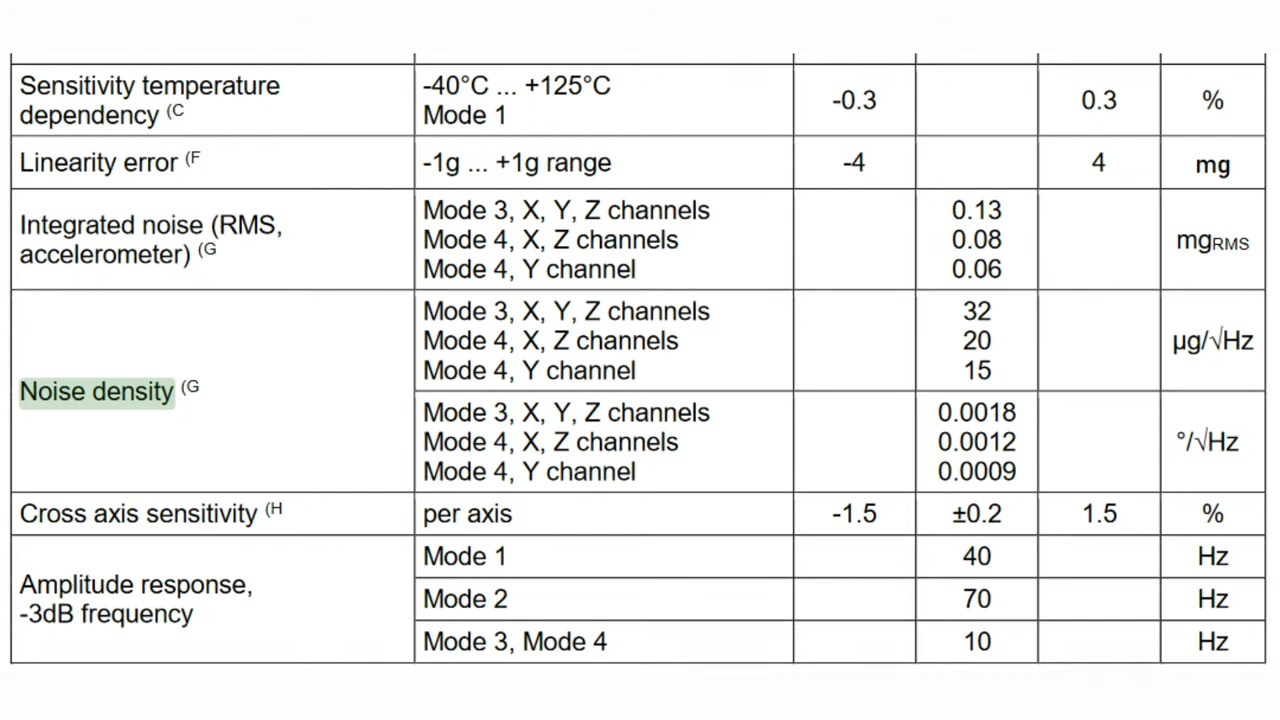 Sensitivity temperature
dependency (C
-40°C ... +125°C
Mode 1
-0.3
0.3
%
Linearity error (F
-1g ... +1g range
-4
4
mg
Integrated noise (RMS,
accelerometer) (G
Mode 3, X, Y, Z channels
Mode 4, X, Z channels
Mode 4, Y channel
0.13
0.08
0.06
mgRMS
Noise density (G
Mode 3, X, Y, Z channels
Mode 4, X, Z channels
Mode 4, Y channel
32
20
15
µg/√Hz
Mode 3, X, Y, Z channels
Mode 4, X, Z channels
Mode 4, Y channel
0.0018
0.0012
0.0009
°/√Hz
Cross axis sensitivity (H
per axis
-1.5
±0.2
1.5
%
Amplitude response,
-3dB frequency
Mode 1
40
Hz
Mode 2
70
Hz
Mode 3, Mode 4
10
Hz